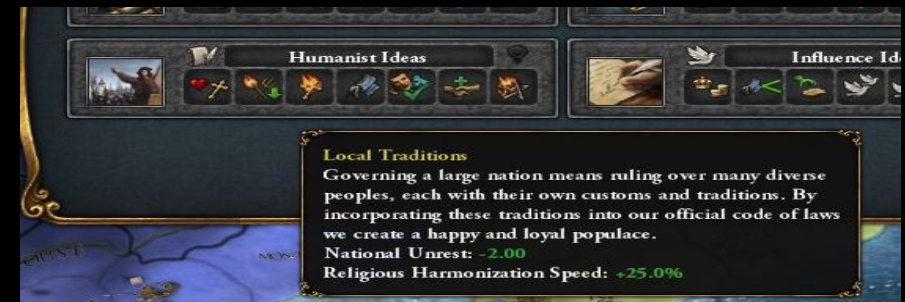 Humanist Ideas
Influence Id
Local Traditions
Governing a large nation means ruling over many diverse
peoples, each with their own customs and traditions. By
incorporating these traditions into our official code of laws
we create a happy and loyal populace.
National Unrest: -2.00
Religious Harmonization Speed: +25.0%